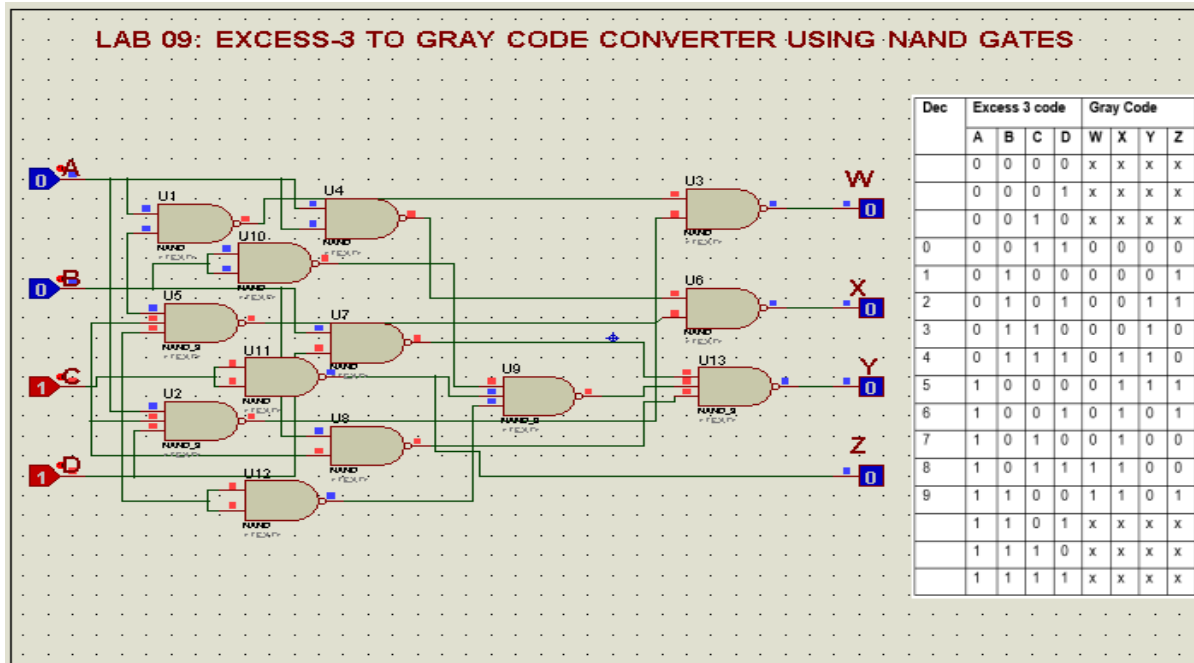 LAB 09: EXCESS-3 TO GRAY CODE CONVERTER USING NAND GATES
Dec Excess 3 code Gray Code
A B C D W X Y Z
0 0 0 0 x x x x
0 0 0 1 x x x x
0 0 1 0 x x x x
0 0 0 1 1 0 0 0 0
1 0 1 0 0 0 0 0 1
2 0 1 0 1 0 0 1 1
3 0 1 1 0 0 0 1 0
4 0 1 1 1 0 1 1 0
5 1 0 0 0 0 1 1 1
6 1 0 0 1 0 1 0 1
7 1 0 1 0 0 1 0 0
8 1 0 1 1 1 1 0 0
9 1 1 0 0 1 1 0 1
1 1 0 1 x x x x
1 1 1 0 x x x x
1 1 1 1 x x x x
A
0
B
0
C
1
D
1
U1
NAND
U4
NAND
U10
NAND
U5
NAND_3
U7
NAND
U11
NAND
U2
NAND_3
U8
NAND
U12
NAND
U9
NAND_3
U3
NAND
U6
NAND
U13
NAND_3
W
0
X
0
Y
0
Z
0